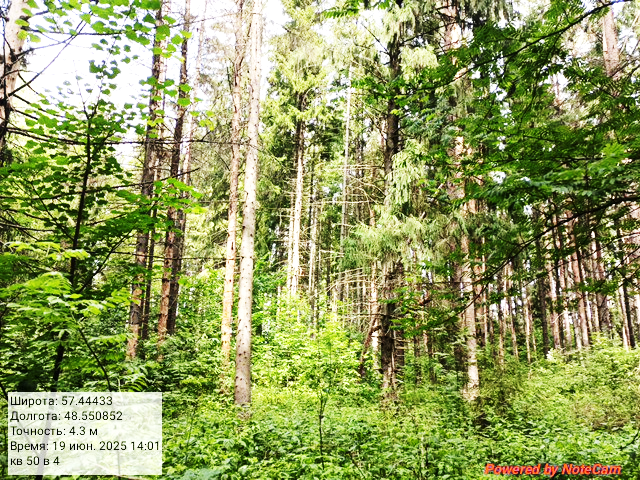 Широта: 57.44433
Долгота: 48.550852
Точность: 4.3 м
Время: 19 июн. 2025 14:01
кв 50 в 4
Powered by NoteCam